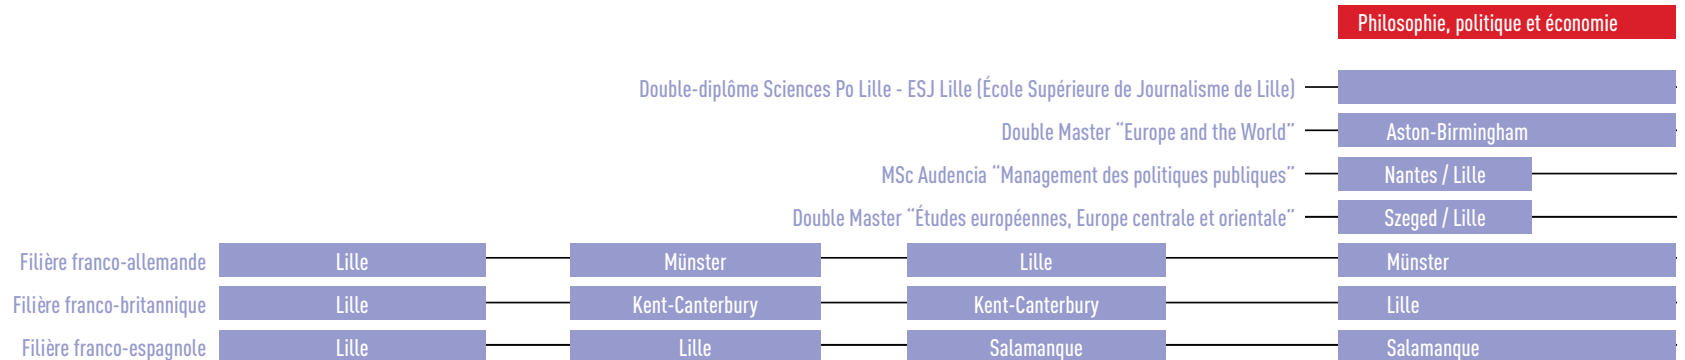 Philosophie, politique et économie
Double-diplôme Sciences Po Lille - ESJ Lille (École Supérieure de Journalisme de Lille)
Double Master “Europe and the World” Aston-Birmingham
MSc Audencia “Management des politiques publiques” Nantes / Lille
Double Master “Études européennes, Europe centrale et orientale” Szeged / Lille
Filière franco-allemande Lille Münster Lille Münster
Filière franco-britannique Lille Kent-Canterbury Kent-Canterbury Lille
Filière franco-espagnole Lille Lille Salamanque Salamanque